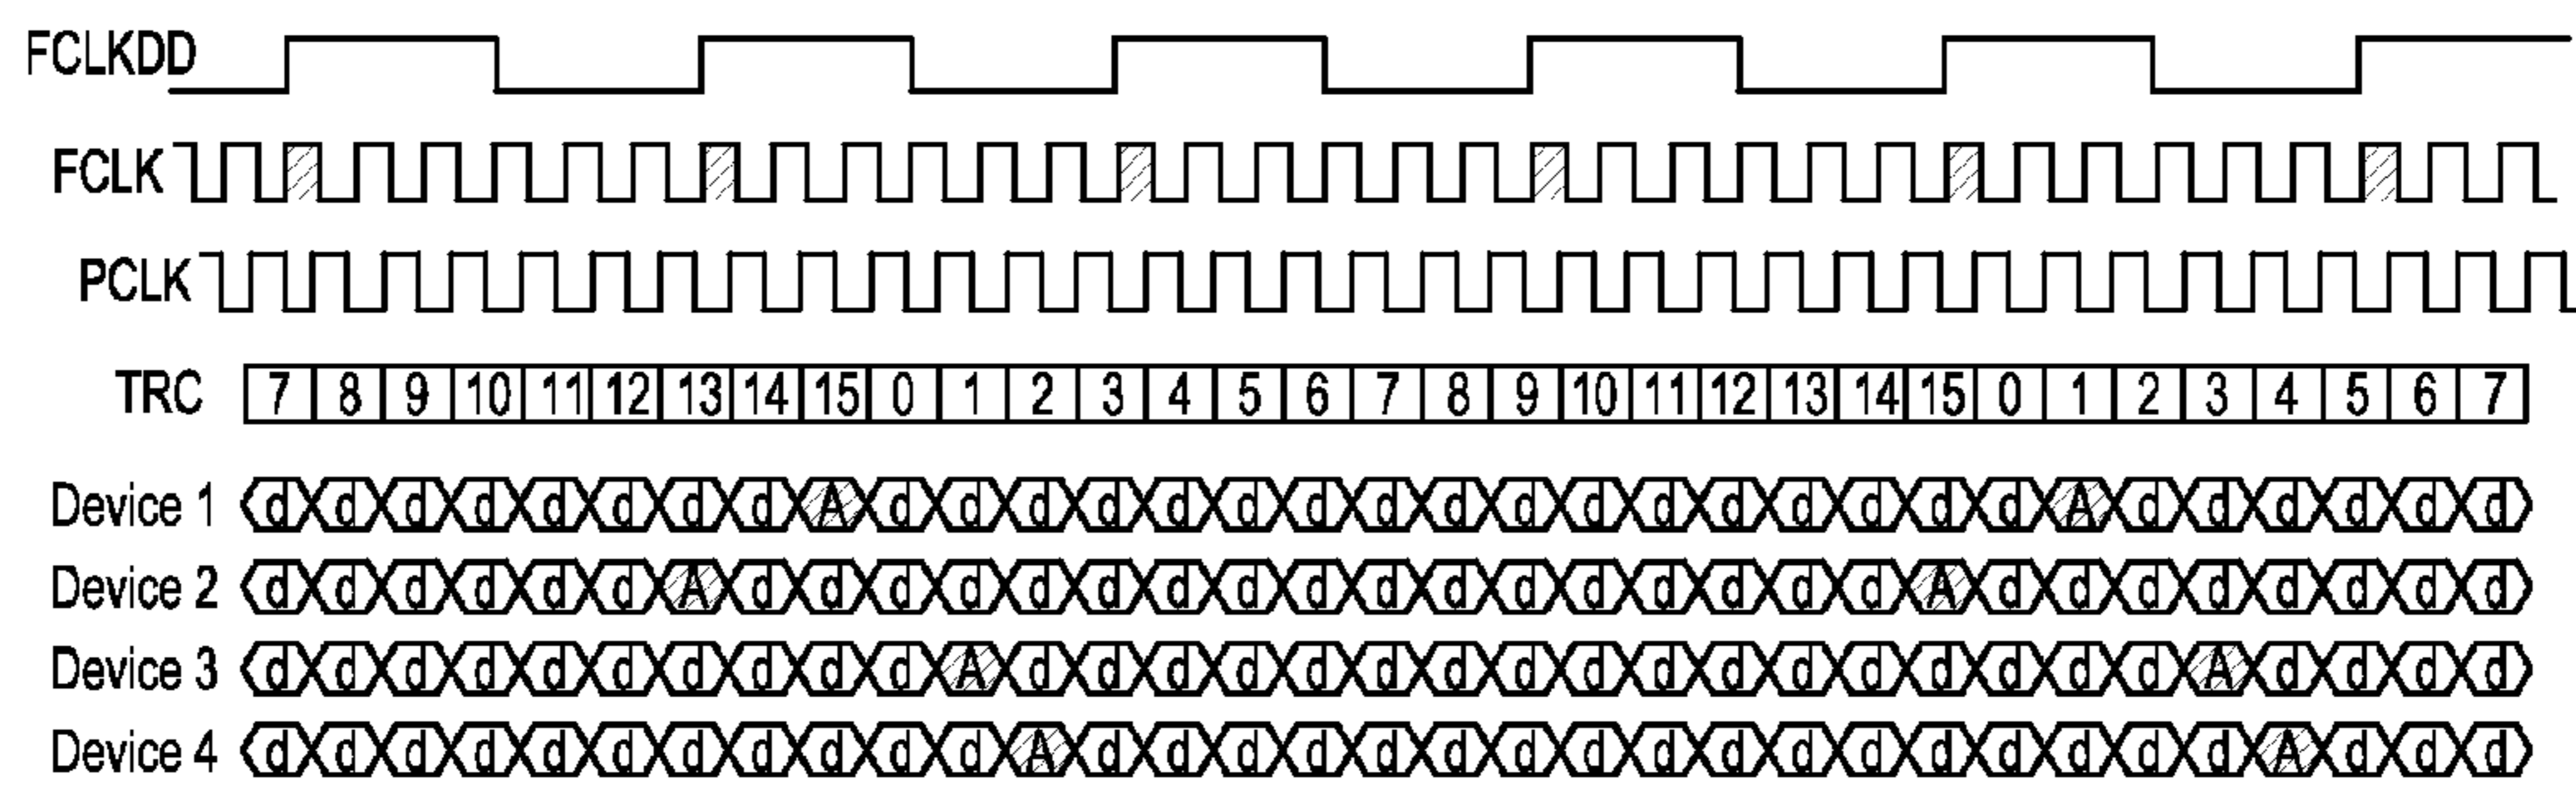 FCLKDD
FCLK
PCLK
TRC 7 8 9 10 11 12 13 14 15 0 1 2 3 4 5 6 7 8 9 10 11 12 13 14 15 0 1 2 3 4 5 6 7
Device 1 d d d d d d d d A d d d d d d d d d d d d d d d d d A d d d d d d
Device 2 d d d d d d A d d d d d d d d d d d d d d d d d A d d d d d d d d
Device 3 d d d d d d d d d d A d d d d d d d d d d d d d d d d d A d d d d
Device 4 d d d d d d d d d d d A d d d d d d d d d d d d d d d d d A d d d